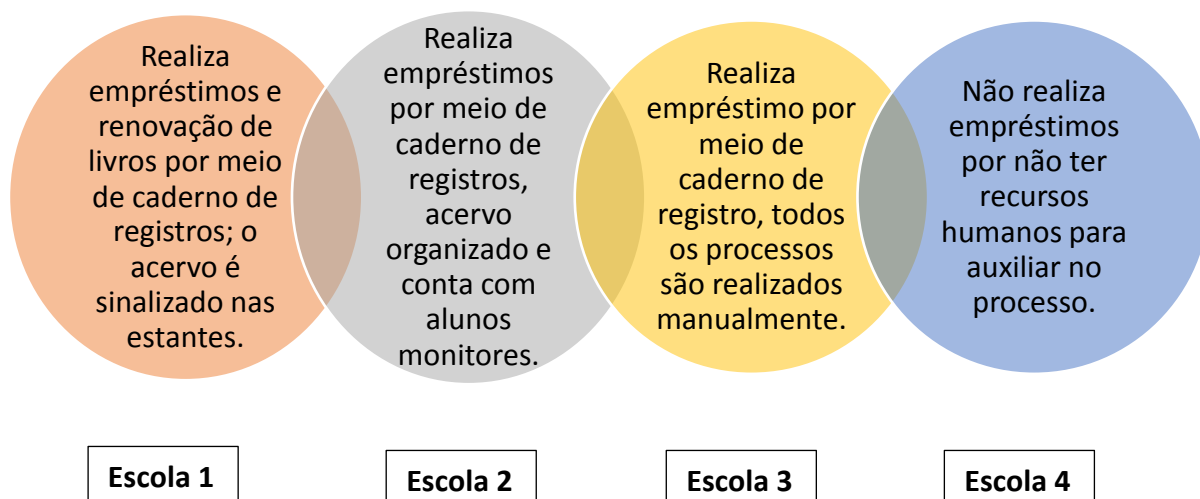 Realiza
empréstimos e
renovação de
livros por meio
de caderno de
registros; o
acervo é
sinalizado nas
estantes.
Realiza
empréstimos
por meio de
caderno de
registros,
acervo
organizado e
conta com
alunos
monitores.
Realiza
empréstimo por
meio de
caderno de
registro, todos
os processos
são realizados
manualmente.
Não realiza
empréstimos
por não ter
recursos
humanos para
auxiliar no
processo.
Escola 1
Escola 2
Escola 3
Escola 4